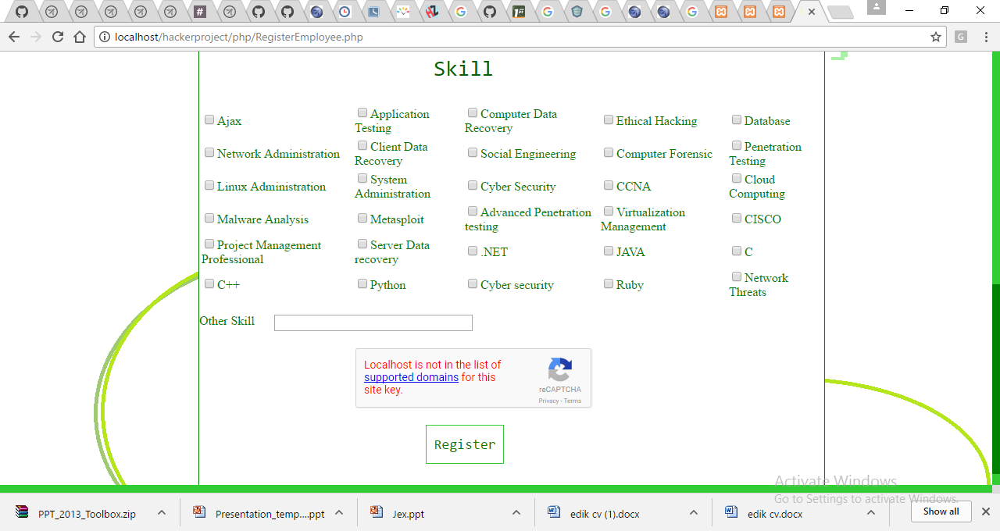 localhost/hackerproject/php/RegisterEmployee.php
Skill
Ajax
Application Testing
Computer Data Recovery
Ethical Hacking
Database
Network Administration
Client Data Recovery
Social Engineering
Computer Forensic
Penetration Testing
Linux Administration
System Administration
Cyber Security
CCNA
Cloud Computing
Malware Analysis
Metasploit
Advanced Penetration testing
Virtualization Management
CISCO
Project Management Professional
Server Data recovery
.NET
JAVA
C
C++
Python
Cyber security
Ruby
Network Threats
Other Skill
Localhost is not in the list of
supported domains for this
site key.
reCAPTCHA
Privacy - Terms
Register
Activate Windows
Go to Settings to activate Windows.
PPT_2013_Toolbox.zip
Presentation_temp....ppt
Jex.ppt
edik cv (1).docx
edik cv.docx
Show all